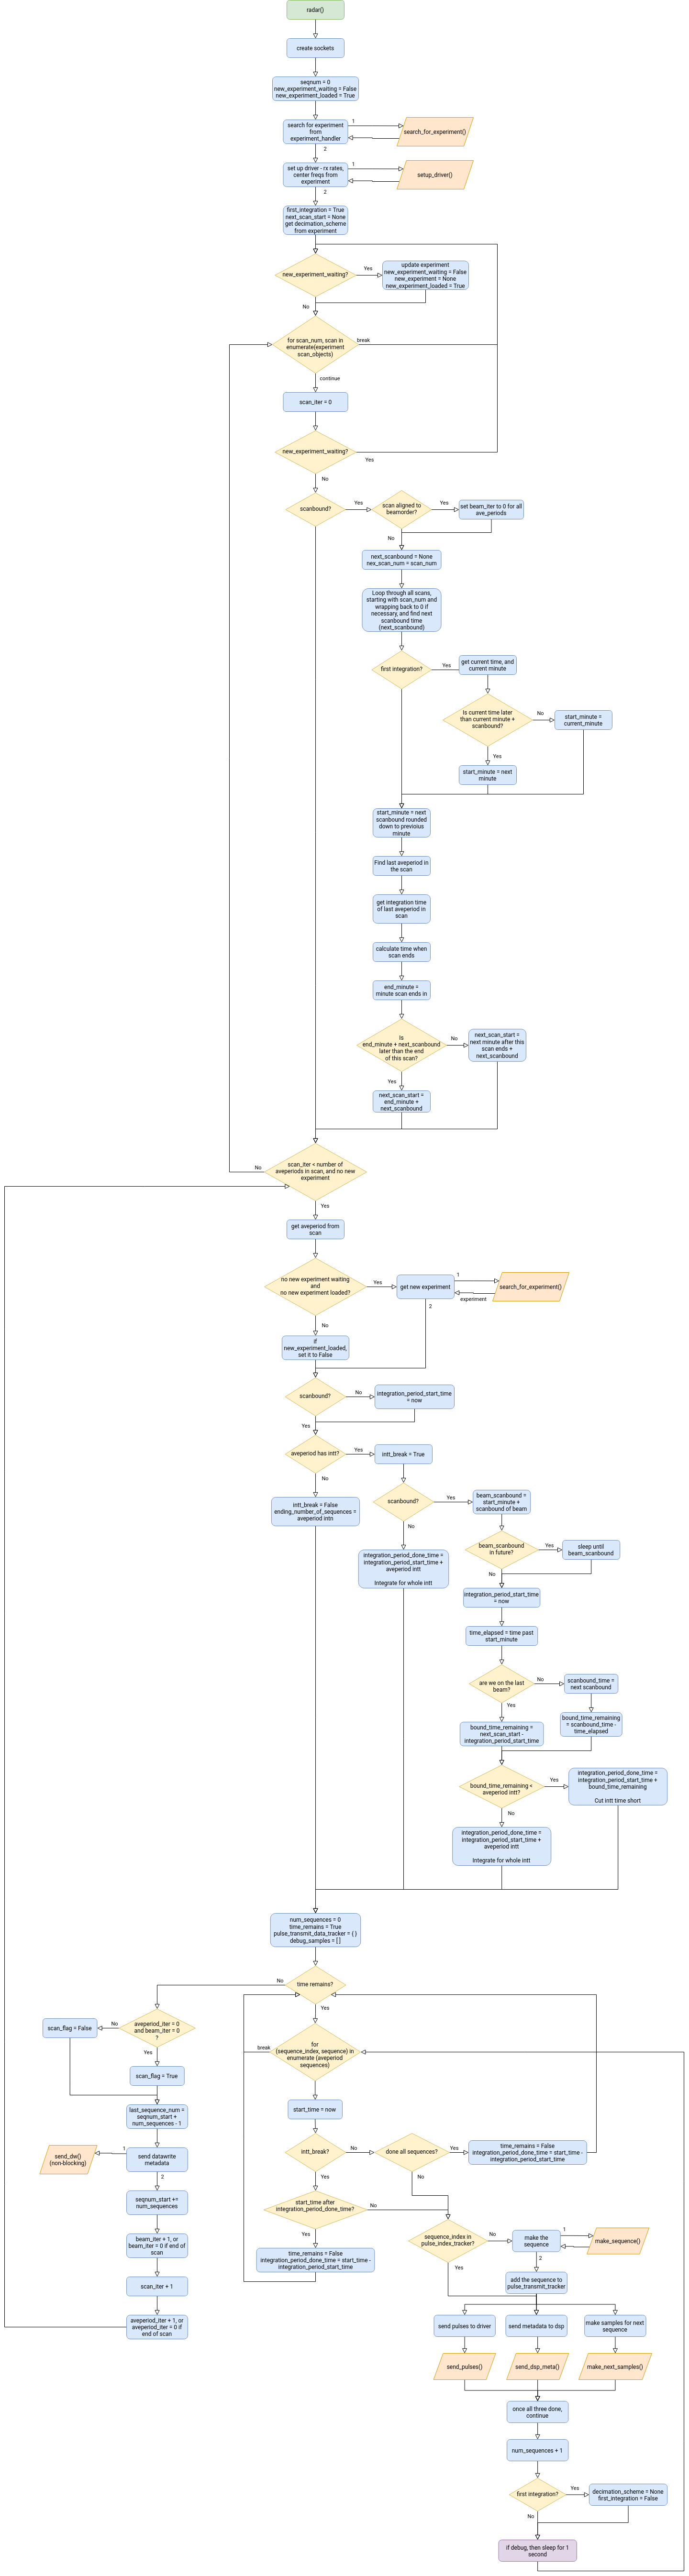 radar()
create sockets
seqnum = 0
new_experiment_waiting = False
new_experiment_loaded = True
search for experiment
from
experiment_handler
1
search_for_experiment()
2
set up driver - rx rates,
center freqs from
experiment
1
setup_driver()
2
first_integration = True
next_scan_start = None
get decimation_scheme
from experiment
new_experiment_waiting?
Yes
update experiment
new_experiment_waiting = False
new_experiment = None
new_experiment_loaded = True
No
for scan_num, scan in
enumerate(experiment
scan_objects)
break
continue
scan_iter = 0
new_experiment_waiting?
Yes
No
scanbound?
Yes
scan aligned to
beamorder?
Yes
set beam_iter to 0 for all
ave_periods
No
next_scanbound = None
nex_scan_num = scan_num
Loop through all scans,
starting with scan_num and
wrapping back to 0 if
necessary, and find next
scanbound time
(next_scanbound)
first integration?
Yes
get current time, and
current minute
Is current time later
than current minute +
scanbound?
No
start_minute =
current_minute
Yes
start_minute = next
minute
start_minute = next
scanbound rounded
down to previoius
minute
Find last aveperiod in
the scan
get integration time
of last aveperiod in
scan
calculate time when
scan ends
end_minute =
minute scan ends in
Is
end_minute + next_scanbound
later than the end
of this scan?
No
next_scan_start =
next minute after this
scan ends +
next_scanbound
Yes
next_scan_start =
end_minute +
next_scanbound
scan_iter < number of
aveperiods in scan, and no new
experiment
No
Yes
get aveperiod from
scan
no new experiment waiting
and
no new experiment loaded?
Yes
get new experiment
1
search_for_experiment()
experiment
2
No
if
new_experiment_loaded,
set it to False
scanbound?
No
integration_period_start_time
= now
Yes
aveperiod has intt?
Yes
intt_break = True
No
intt_break = False
ending_number_of_sequences =
aveperiod intn
scanbound?
Yes
beam_scanbound =
start_minute +
scanbound of beam
No
beam_scanbound
in future?
Yes
sleep until
beam_scanbound
No
integration_period_done_time =
integration_period_start_time +
aveperiod intt
Integrate for whole intt
integration_period_start_time
= now
time_elapsed = time past
start_minute
are we on the last
beam?
No
scanbound_time =
next scanbound
Yes
bound_time_remaining
= scanbound_time -
time_elapsed
bound_time_remaining =
next_scan_start -
integration_period_start_time
bound_time_remaining <
aveperiod intt?
Yes
integration_period_done_time =
integration_period_start_time +
bound_time_remaining
Cut intt time short
No
integration_period_done_time =
integration_period_start_time +
aveperiod intt
Integrate for whole intt
num_sequences = 0
time_remains = True
pulse_transmit_data_tracker = { }
debug_samples = [ ]
time remains?
No
Yes
aveperiod_iter = 0
and beam_iter = 0
?
No
scan_flag = False
Yes
scan_flag = True
last_sequence_num =
seqnum_start +
num_sequences - 1
send datawrite
metadata
1
send_dw()
(non-blocking)
2
seqnum_start +=
num_sequences
beam_iter + 1, or
beam_iter = 0 if end of
scan
scan_iter + 1
aveperiod_iter + 1, or
aveperiod_iter = 0 if
end of scan
for
(sequence_index, sequence) in
enumerate (aveperiod
sequences)
break
start_time = now
intt_break?
No
done all sequences?
Yes
time_remains = False
integration_period_done_time = start_time -
integration_period_start_time
Yes
No
start_time after
integration_period_done_time?
No
Yes
time_remains = False
integration_period_done_time = start_time -
integration_period_start_time
sequence_index in
pulse_index_tracker?
No
make the
sequence
1
make_sequence()
2
Yes
add the sequence to
pulse_transmit_tracker
send pulses to driver
send metadata to dsp
make samples for next
sequence
send_pulses()
send_dsp_meta()
make_next_samples()
once all three done,
continue
num_sequences + 1
first integration?
Yes
decimation_scheme = None
first_integration = False
No
if debug, then sleep for 1
second